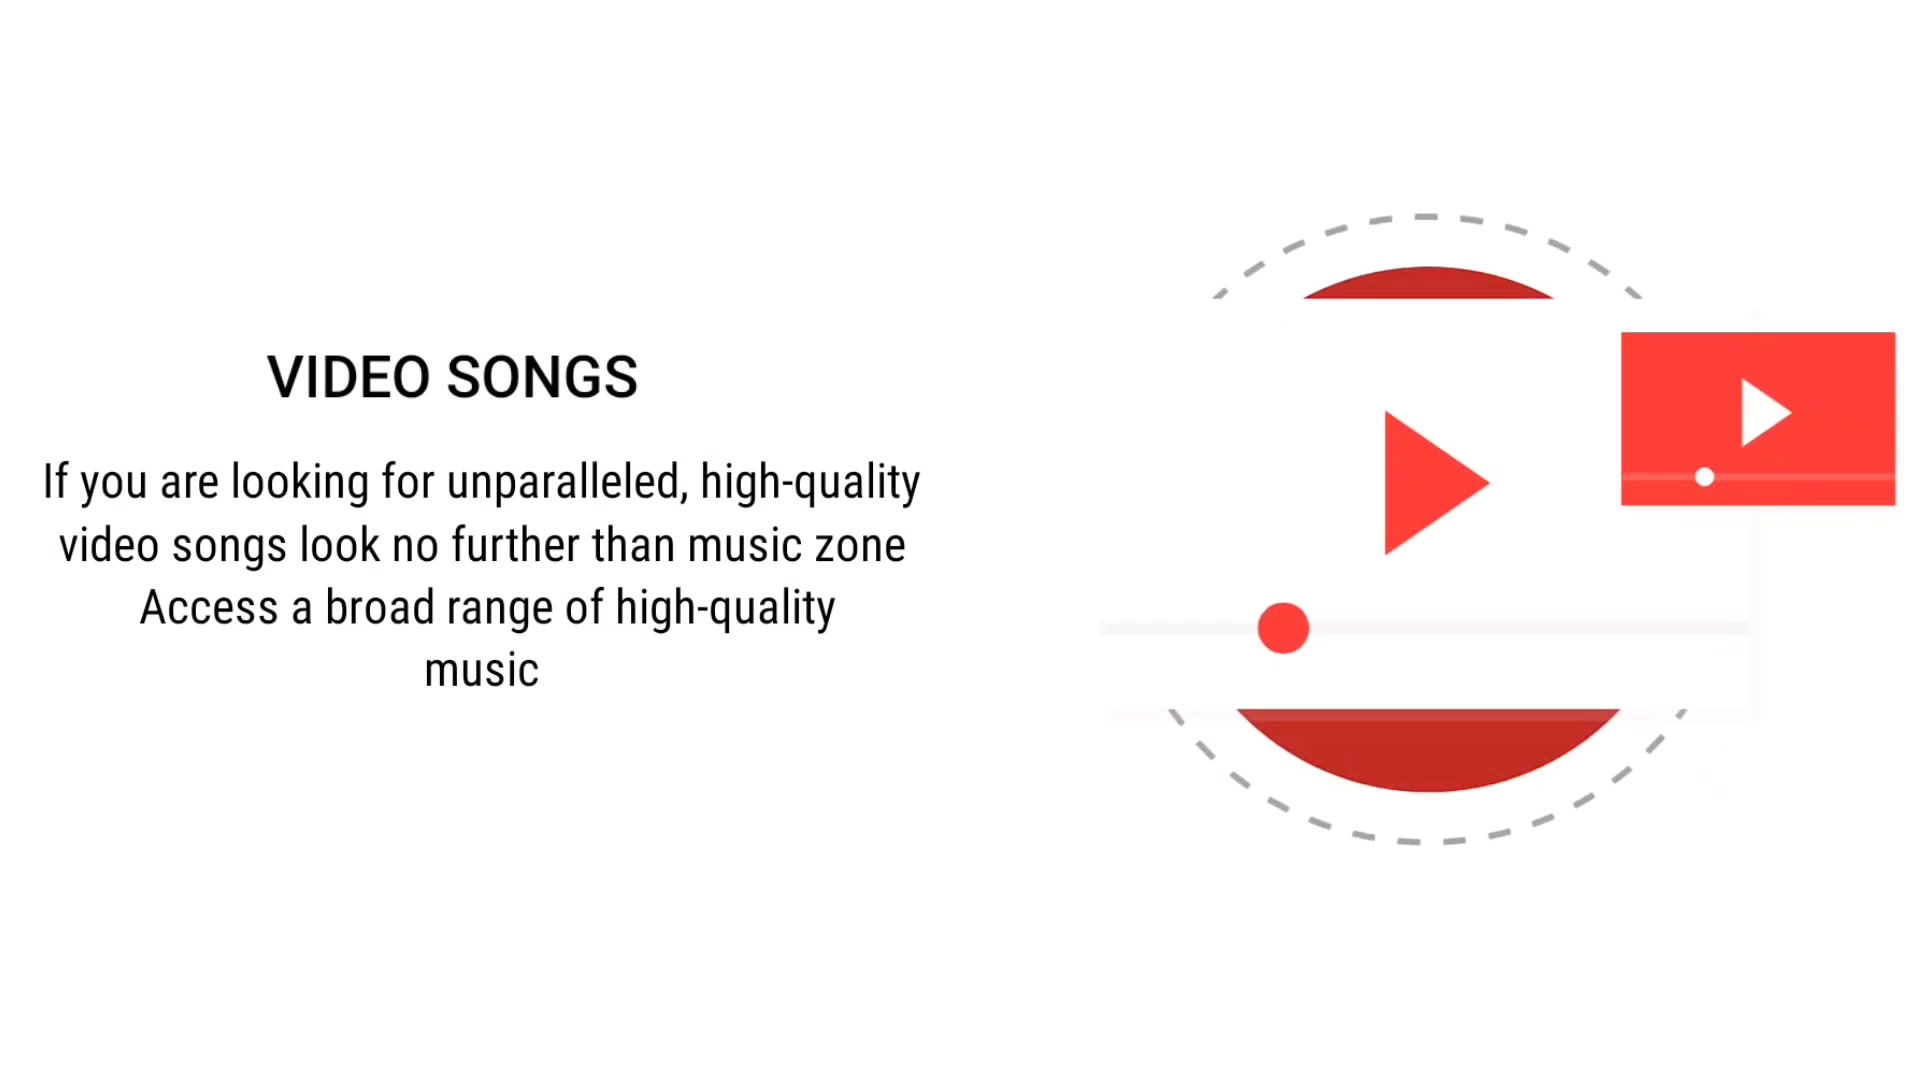 VIDEO SONGS
If you are looking for unparalleled, high-quality
video songs look no further than music zone
Access a broad range of high-quality
music